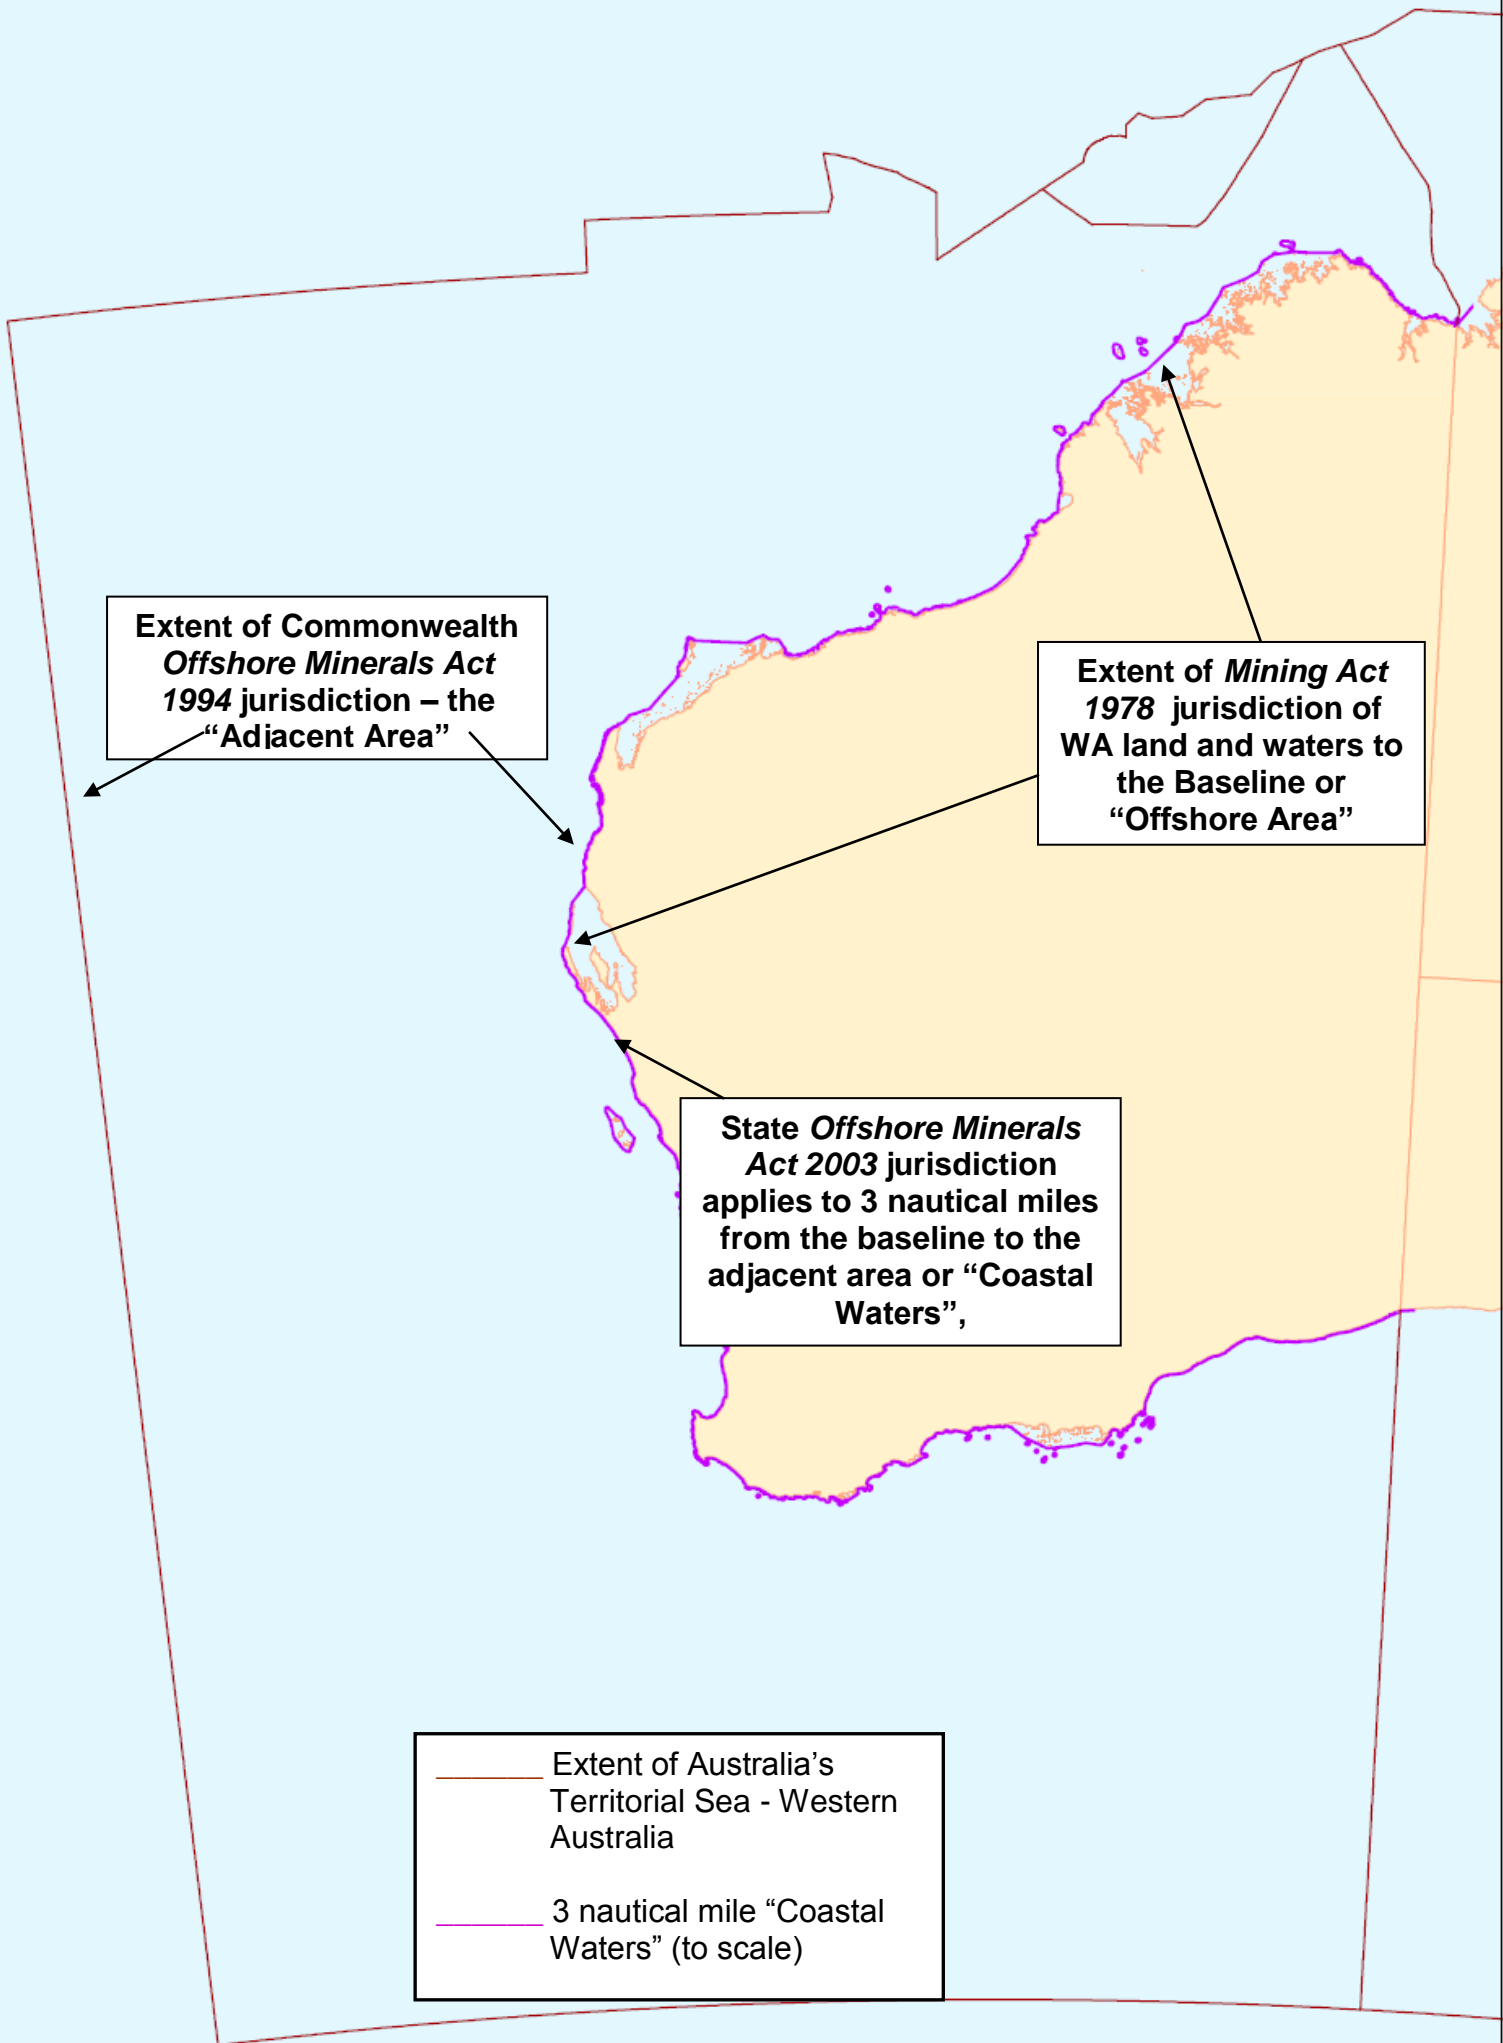 Extent of Commonwealth
Offshore Minerals Act
1994 jurisdiction – the
“Adjacent Area”
Extent of Mining Act
1978 jurisdiction of
WA land and waters to
the Baseline or
“Offshore Area”
State Offshore Minerals
Act 2003 jurisdiction
applies to 3 nautical miles
from the baseline to the
adjacent area or “Coastal
Waters”,
Extent of Australia’s
Territorial Sea - Western
Australia
3 nautical mile “Coastal
Waters” (to scale)